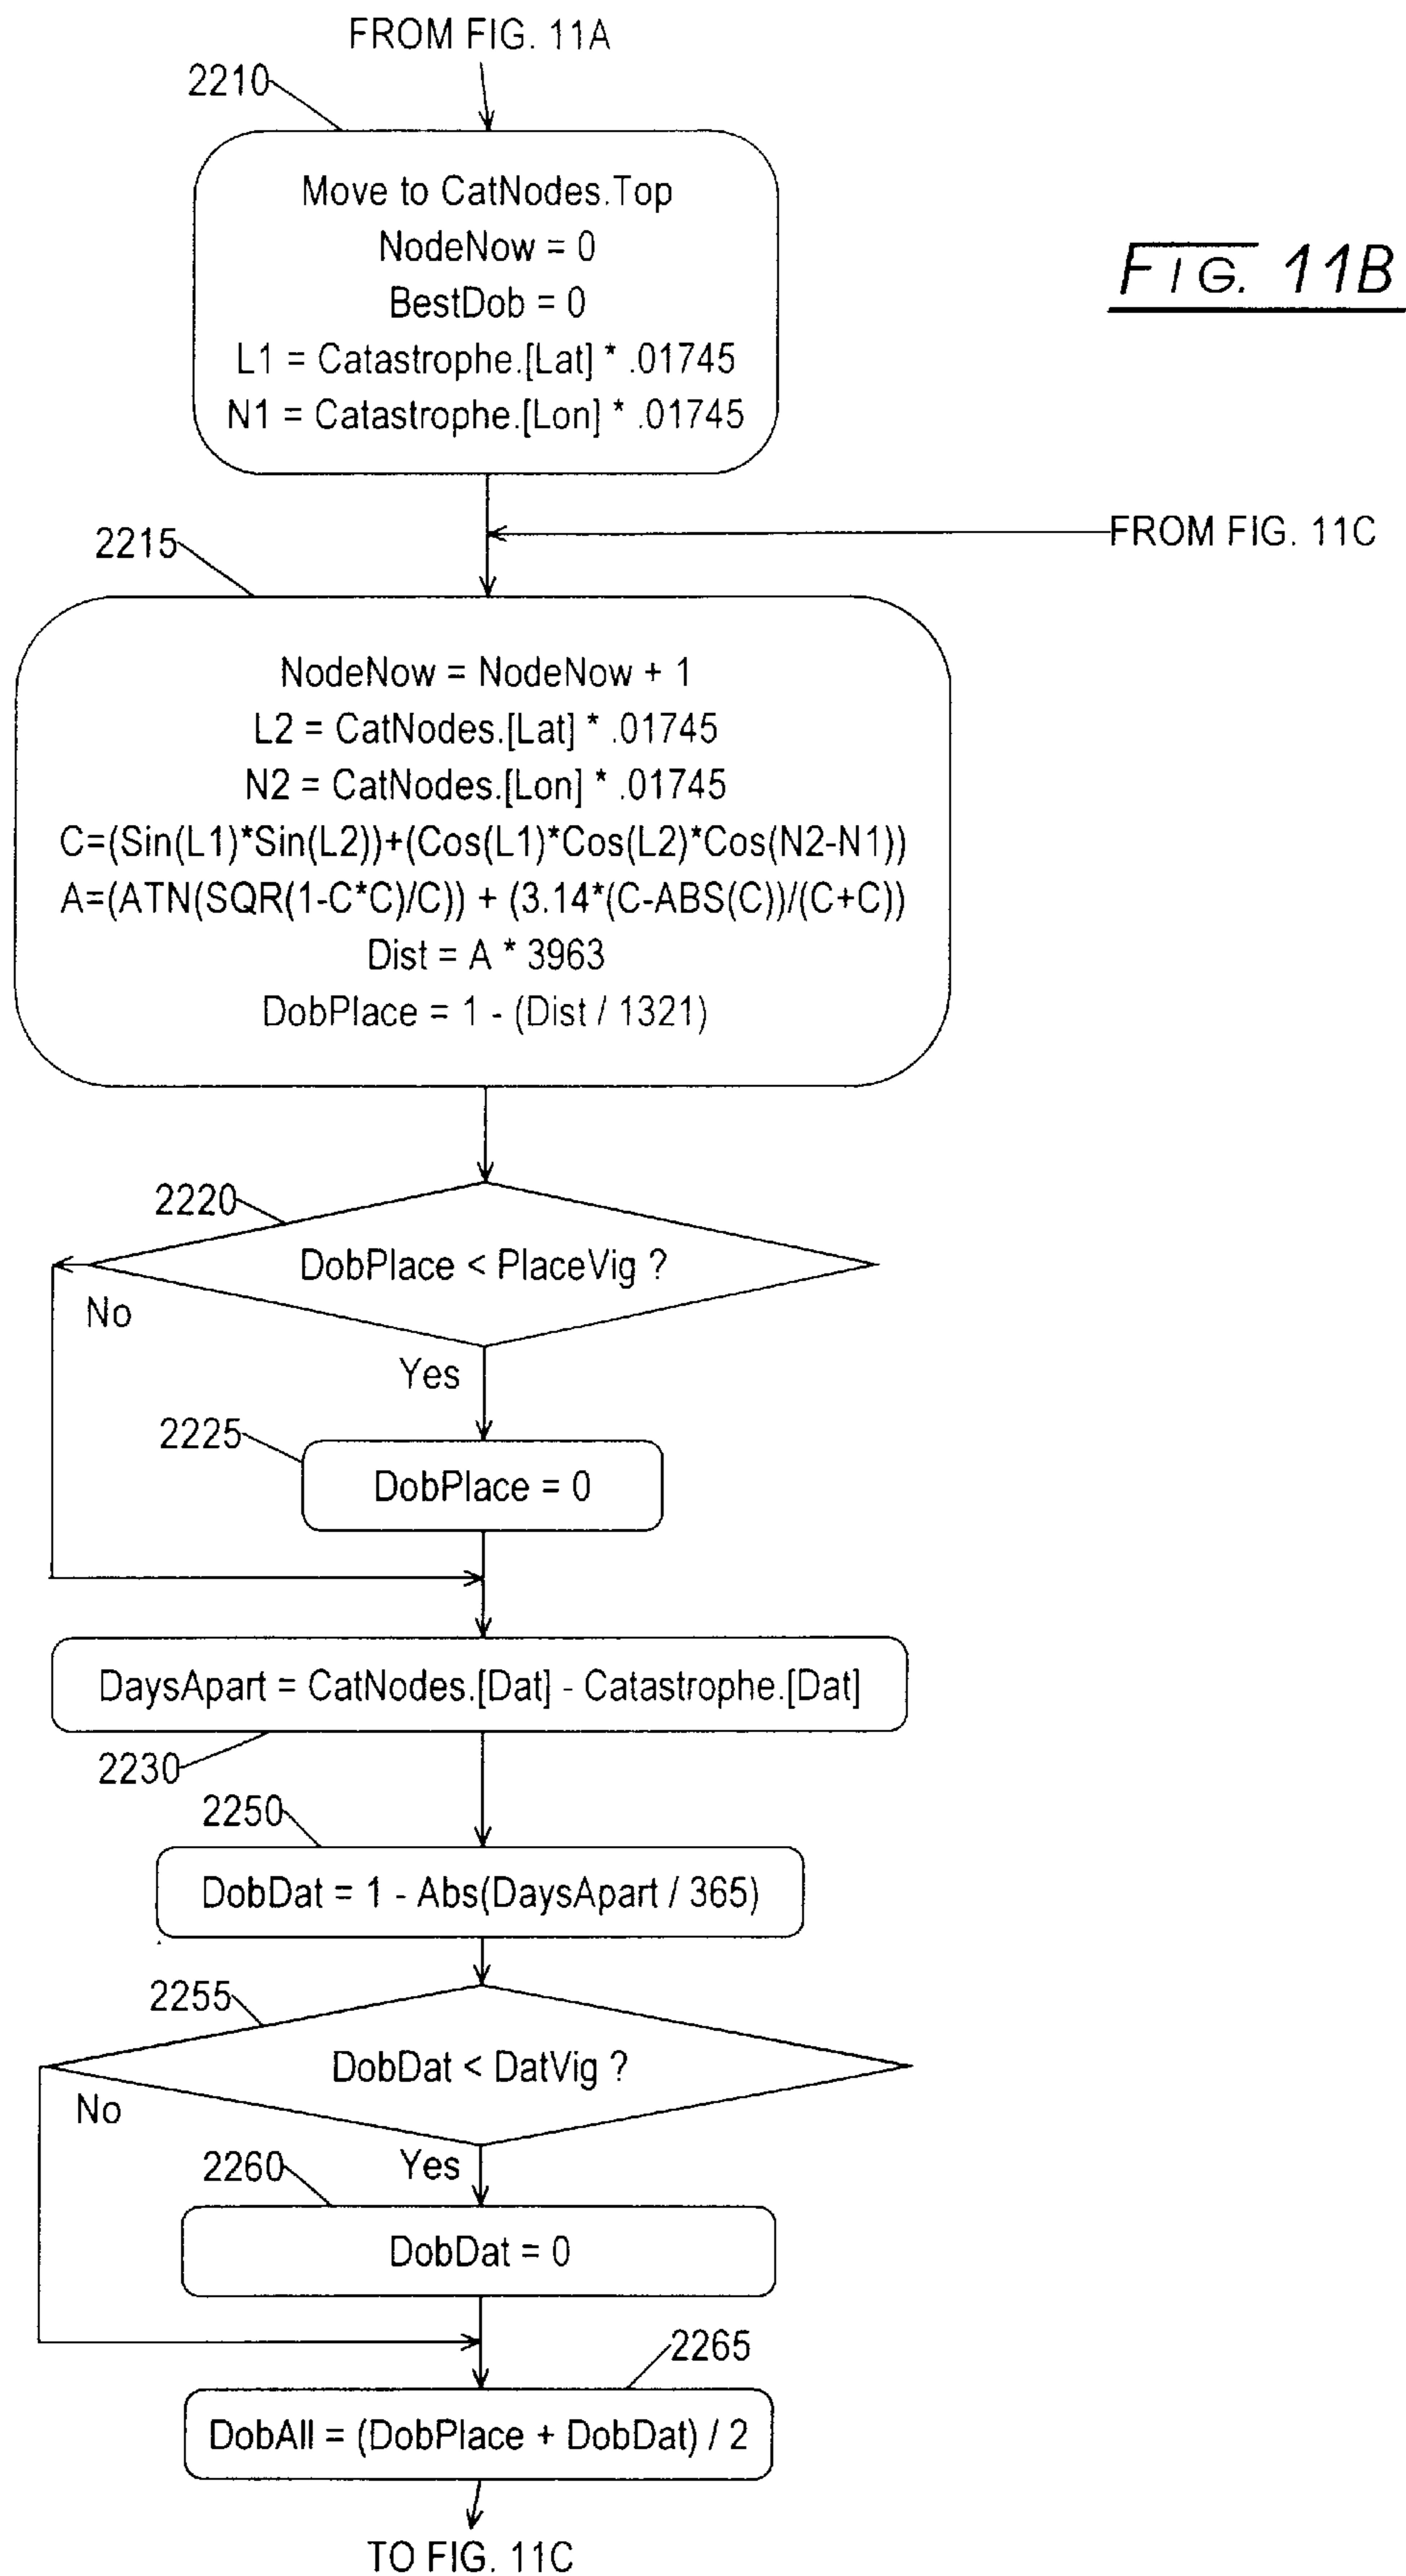 FROM FIG. 11A
2210
Move to CatNodes.Top
NodeNow = 0
BestDob = 0
L1 = Catastrophe.[Lat] * .01745
N1 = Catastrophe.[Lon] * .01745
FIG. 11B
FROM FIG. 11C
2215
NodeNow = NodeNow + 1
L2 = CatNodes.[Lat] * .01745
N2 = CatNodes.[Lon] * .01745
C=(Sin(L1)*Sin(L2))+(Cos(L1)*Cos(L2)*Cos(N2-N1))
A=(ATN(SQR(1-C*C)/C)) + (3.14*(C-ABS(C))/(C+C))
Dist = A * 3963
DobPlace = 1 - (Dist / 1321)
2220
DobPlace < PlaceVig ?
No
Yes
2225
DobPlace = 0
DaysApart = CatNodes.[Dat] - Catastrophe.[Dat]
2230
2250
DobDat = 1 - Abs(DaysApart / 365)
2255
DobDat < DatVig ?
No
Yes
2260
DobDat = 0
2265
DobAll = (DobPlace + DobDat) / 2
TO FIG. 11C